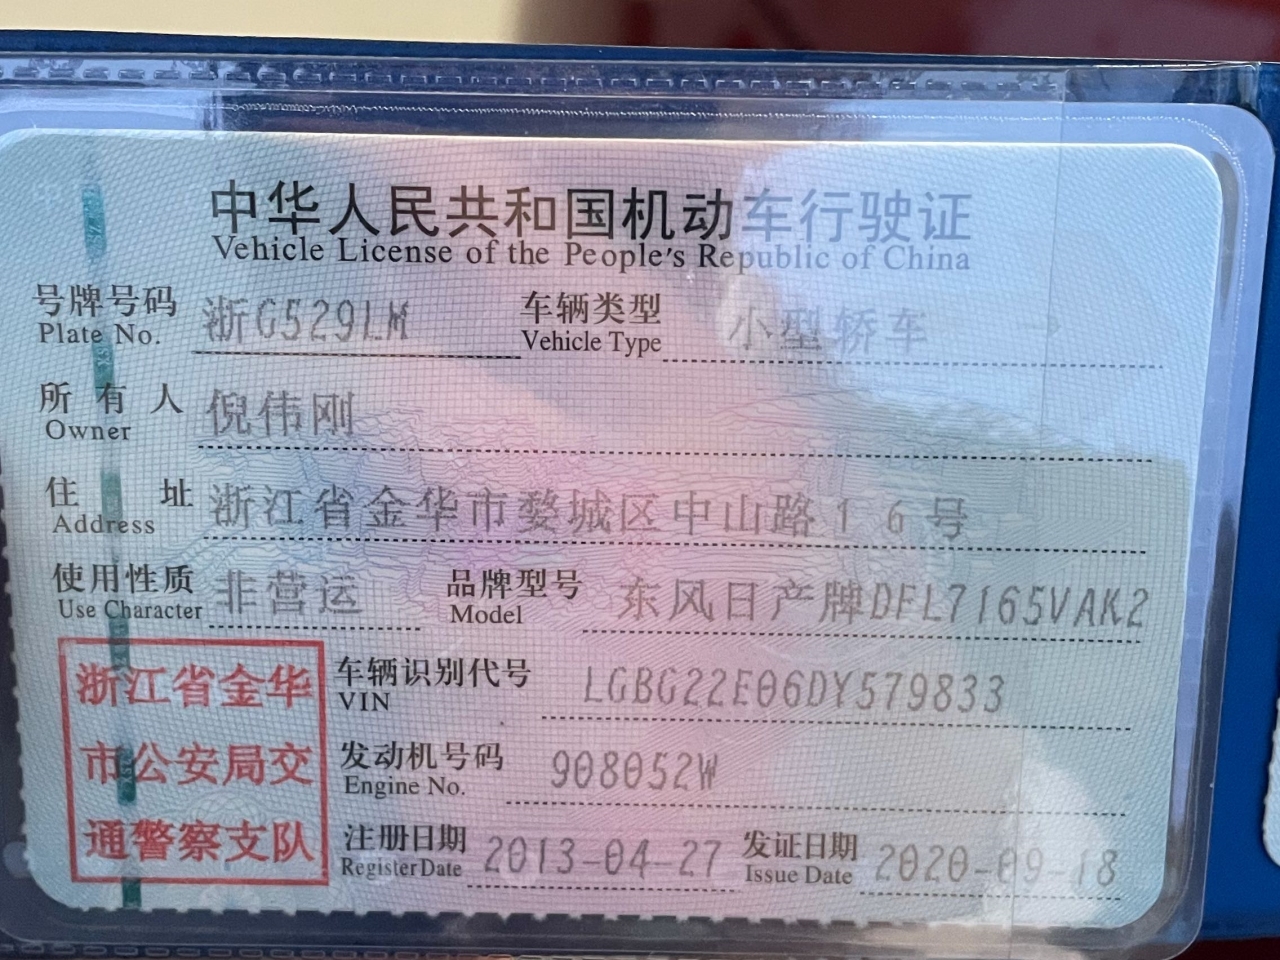 中华人民共和国机动车行驶证
Vehicle License of the People's Republic of China
号牌号码 浙G529LM 车辆类型 小型轿车
Plate No. Vehicle Type
所有人 倪伟刚
Owner
住址 浙江省金华市婺城区中山路16号
Address
使用性质 非营运 品牌型号 东风日产牌DFL7165VAK2
Use Character Model
浙江省金华
市公安局交
通警察支队
车辆识别代号 LGBG22E06DY579833
VIN
发动机号码 908052W
Engine No.
注册日期 2013-04-27 发证日期 2020-09-18
Register Date Issue Date